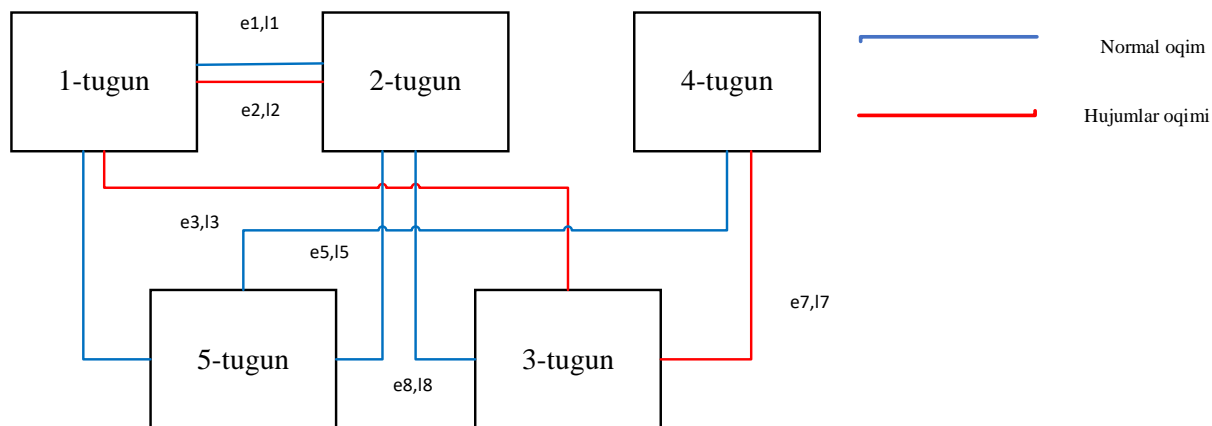 e1,l1
1-tugun
2-tugun
4-tugun
e2,l2
Normal oqim
Hujumlar oqimi
e3,l3
e5,l5
e7,l7
5-tugun
3-tugun
e8,l8